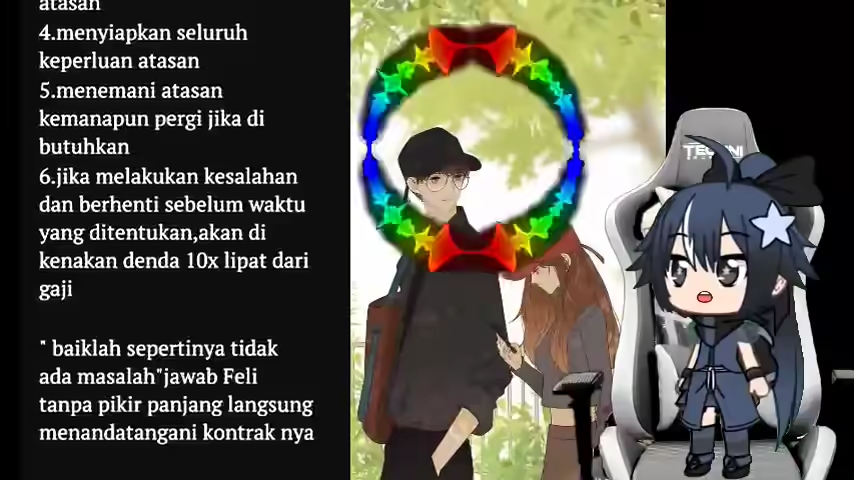 atasan
4.menyiapkan seluruh
keperluan atasan
5.menemani atasan
kemanapun pergi jika di
butuhkan
6.jika melakukan kesalahan
dan berhenti sebelum waktu
yang ditentukan,akan di
kenakan denda 10x lipat dari
gaji
" baiklah sepertinya tidak
ada masalah"jawab Feli
tanpa pikir panjang langsung
menandatangani kontrak nya